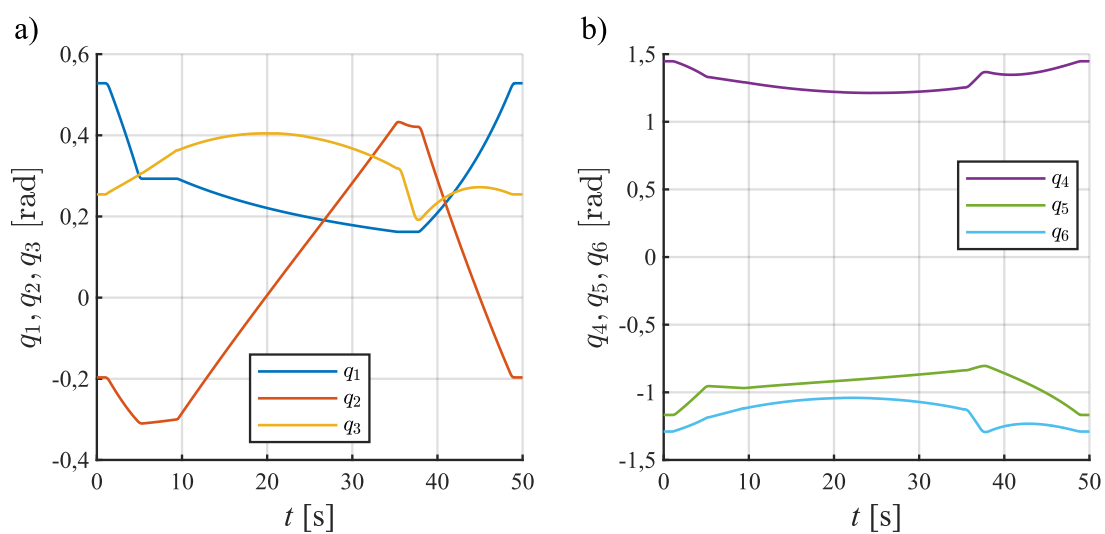 a)
q1, q2, q3 [rad]
0,6
0,4
0,2
0
-0,2
-0,4
0 10 20 30 40 50
t [s]
q1
q2
q3
b)
q4, q5, q6 [rad]
1,5
1
0,5
0
-0,5
-1
-1,5
0 10 20 30 40 50
t [s]
q4
q5
q6